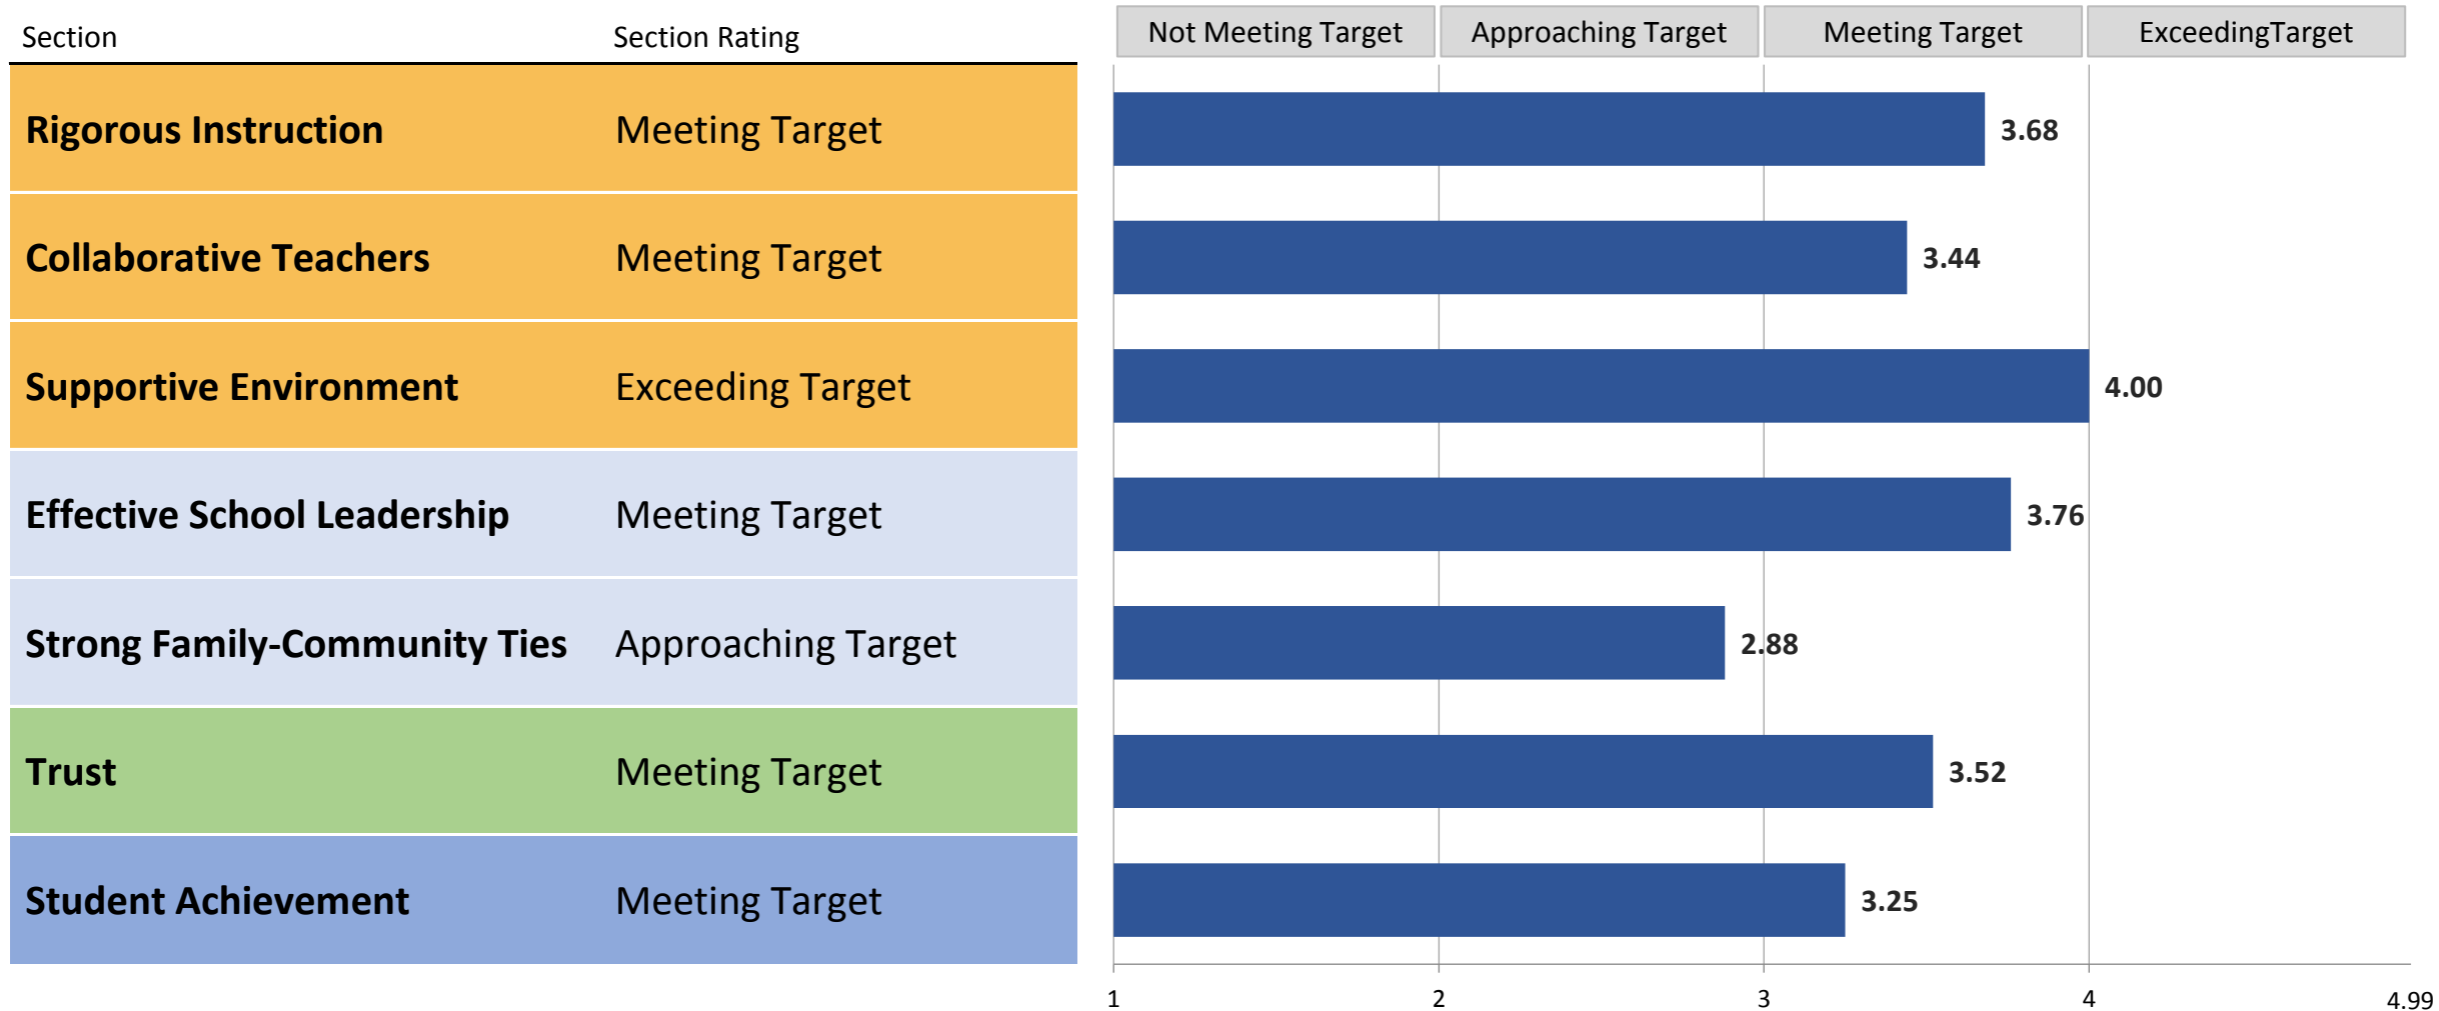 Section Section Rating Not Meeting Target Approaching Target Meeting Target ExceedingTarget
Rigorous Instruction Meeting Target 3.68
Collaborative Teachers Meeting Target 3.44
Supportive Environment Exceeding Target 4.00
Effective School Leadership Meeting Target 3.76
Strong Family-Community Ties Approaching Target 2.88
Trust Meeting Target 3.52
Student Achievement Meeting Target 3.25
1 2 3 4 4.99